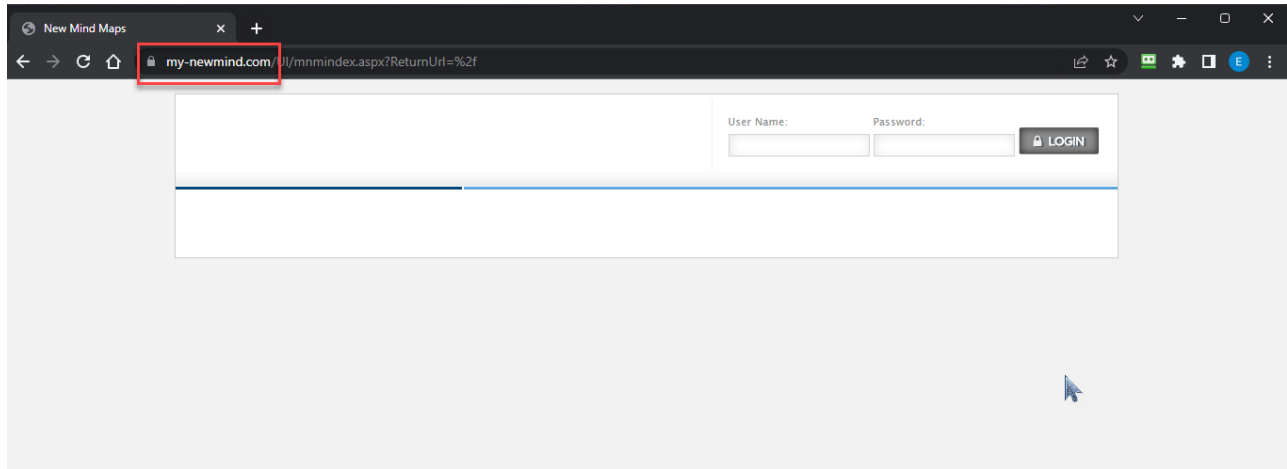 New Mind Maps
my-newmind.com/UI/mnmindex.aspx?ReturnUrl=%2f
E
User Name:
Password:
LOGIN